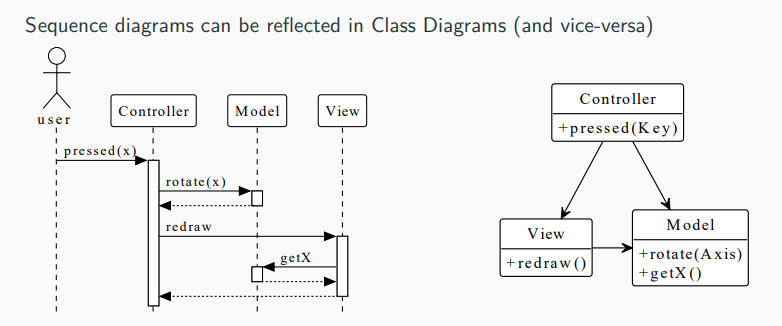 Sequence diagrams can be reflected in Class Diagrams (and vice-versa)
user
Controller
Model
View
pressed(x)
rotate(x)
redraw
getX
Controller
+pressed(Key)
View
+redraw()
Model
+rotate(Axis)
+getX()